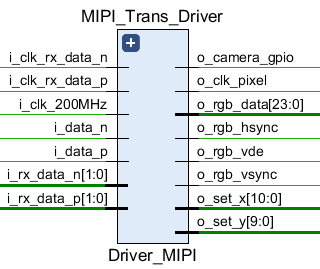 MIPI_Trans_Driver
i_clk_rx_data_n
i_clk_rx_data_p
i_clk_200MHz
i_data_n
i_data_p
i_rx_data_n[1:0]
i_rx_data_p[1:0]
o_camera_gpio
o_clk_pixel
o_rgb_data[23:0]
o_rgb_hsync
o_rgb_vde
o_rgb_vsync
o_set_x[10:0]
o_set_y[9:0]
Driver_MIPI